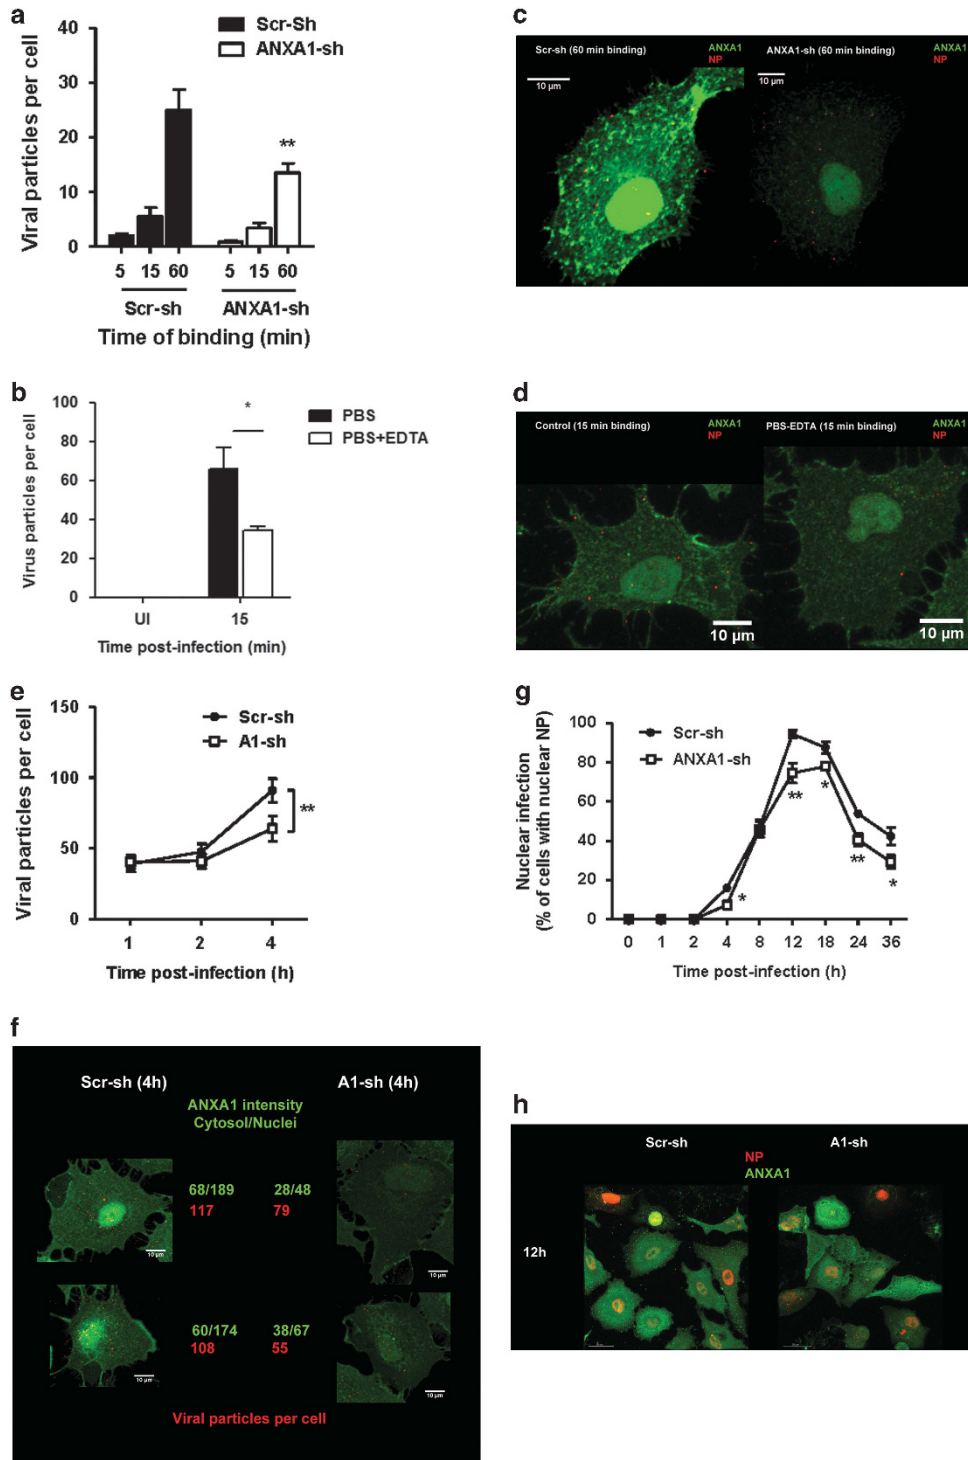 a
40
30
20
10
0
Viral particles per cell
Scr-Sh
ANXA1-sh
**
5 15 60 5 15 60
Scr-sh ANXA1-sh
Time of binding (min)
c
Scr-sh (60 min binding) ANXA1
NP
10 µm
ANXA1-sh (60 min binding) ANXA1
NP
10 µm
b
100
80
60
40
20
0
Virus particles per cell
*
PBS
PBS+EDTA
UI 15
Time post-infection (min)
d
Control (15 min binding) ANXA1
NP
10 µm
PBS-EDTA (15 min binding) ANXA1
NP
10 µm
e
150
100
50
0
Viral particles per cell
Scr-sh
A1-sh
**
1 2 4
Time post-infection (h)
g
100
80
60
40
20
0
Nuclear infection
(% of cells with nuclear NP)
Scr-sh
ANXA1-sh
*
**
*
**
*
0 1 2 4 8 12 18 24 36
Time post-infection (h)
f
Scr-sh (4h) A1-sh (4h)
ANXA1 intensity
Cytosol/Nuclei
68/189 28/48
117 79
10 µm
10 µm
60/174 38/67
108 55
10 µm
10 µm
Viral particles per cell
h
Scr-sh A1-sh
NP
ANXA1
12h